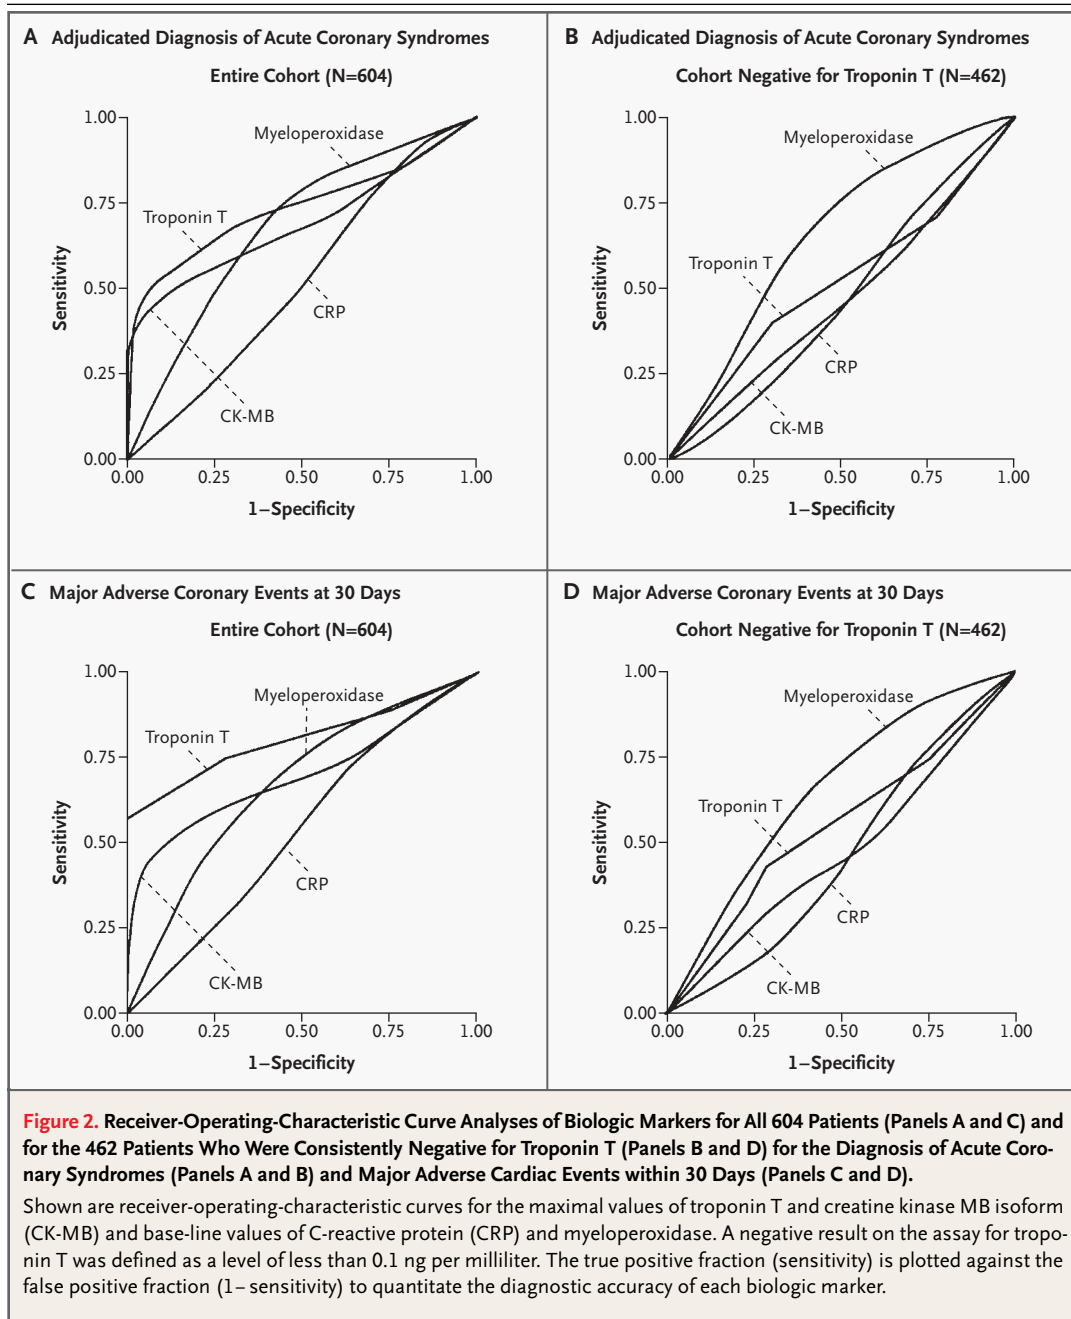 A Adjudicated Diagnosis of Acute Coronary Syndromes
Entire Cohort (N=604)
1.00
0.75
0.50
0.25
0.00
Sensitivity
Myeloperoxidase
Troponin T
CRP
CK-MB
0.00 0.25 0.50 0.75 1.00
1–Specificity
B Adjudicated Diagnosis of Acute Coronary Syndromes
Cohort Negative for Troponin T (N=462)
1.00
0.75
0.50
0.25
0.00
Sensitivity
Myeloperoxidase
Troponin T
CRP
CK-MB
0.00 0.25 0.50 0.75 1.00
1–Specificity
C Major Adverse Coronary Events at 30 Days
Entire Cohort (N=604)
1.00
0.75
0.50
0.25
0.00
Sensitivity
Myeloperoxidase
Troponin T
CRP
CK-MB
0.00 0.25 0.50 0.75 1.00
1–Specificity
D Major Adverse Coronary Events at 30 Days
Cohort Negative for Troponin T (N=462)
1.00
0.75
0.50
0.25
0.00
Sensitivity
Myeloperoxidase
Troponin T
CRP
CK-MB
0.00 0.25 0.50 0.75 1.00
1–Specificity
Figure 2. Receiver-Operating-Characteristic Curve Analyses of Biologic Markers for All 604 Patients (Panels A and C) and
for the 462 Patients Who Were Consistently Negative for Troponin T (Panels B and D) for the Diagnosis of Acute Coro-
nary Syndromes (Panels A and B) and Major Adverse Cardiac Events within 30 Days (Panels C and D).
Shown are receiver-operating-characteristic curves for the maximal values of troponin T and creatine kinase MB isoform
(CK-MB) and base-line values of C-reactive protein (CRP) and myeloperoxidase. A negative result on the assay for tropo-
nin T was defined as a level of less than 0.1 ng per milliliter. The true positive fraction (sensitivity) is plotted against the
false positive fraction (1– sensitivity) to quantitate the diagnostic accuracy of each biologic marker.